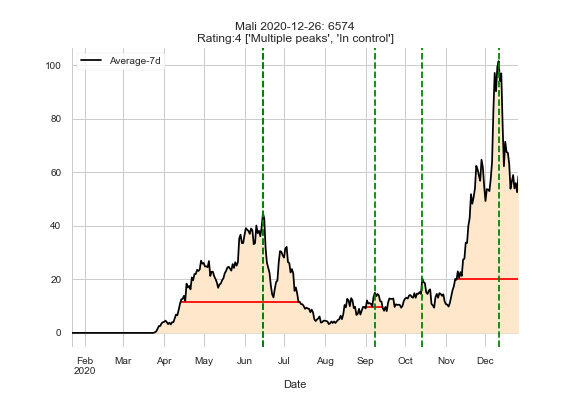 Mali 2020-12-26: 6574
Rating:4 ['Multiple peaks', 'In control']
Average-7d
100
80
60
40
20
0
Feb Mar Apr May Jun Jul Aug Sep Oct Nov Dec
2020
Date